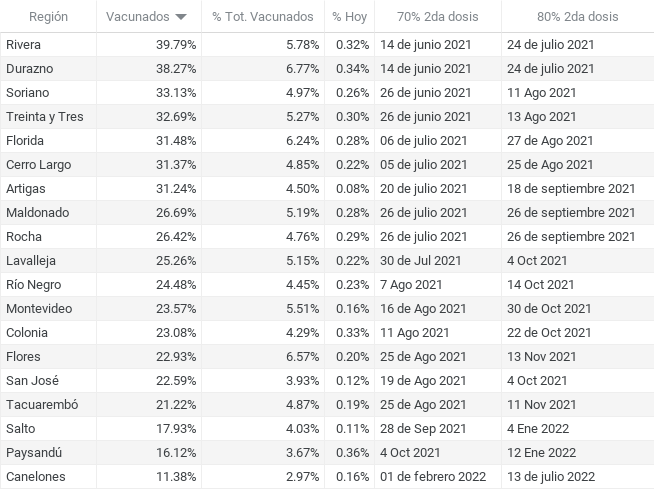 Región Vacunados % Tot. Vacunados % Hoy 70% 2da dosis 80% 2da dosis
Rivera 39.79% 5.78% 0.32% 14 de junio 2021 24 de julio 2021
Durazno 38.27% 6.77% 0.34% 14 de junio 2021 24 de julio 2021
Soriano 33.13% 4.97% 0.26% 26 de junio 2021 11 Ago 2021
Treinta y Tres 32.69% 5.27% 0.30% 26 de junio 2021 13 Ago 2021
Florida 31.48% 6.24% 0.28% 06 de julio 2021 27 de Ago 2021
Cerro Largo 31.37% 4.85% 0.22% 05 de julio 2021 25 de Ago 2021
Artigas 31.24% 4.50% 0.08% 20 de julio 2021 18 de septiembre 2021
Maldonado 26.69% 5.19% 0.28% 26 de julio 2021 26 de septiembre 2021
Rocha 26.42% 4.76% 0.29% 26 de julio 2021 26 de septiembre 2021
Lavalleja 25.26% 5.15% 0.22% 30 de Jul 2021 4 Oct 2021
Río Negro 24.48% 4.45% 0.23% 7 Ago 2021 14 Oct 2021
Montevideo 23.57% 5.51% 0.16% 16 de Ago 2021 30 de Oct 2021
Colonia 23.08% 4.29% 0.33% 11 Ago 2021 22 de Oct 2021
Flores 22.93% 6.57% 0.20% 25 de Ago 2021 13 Nov 2021
San José 22.59% 3.93% 0.12% 19 de Ago 2021 4 Oct 2021
Tacuarembó 21.22% 4.87% 0.19% 25 de Ago 2021 11 Nov 2021
Salto 17.93% 4.03% 0.11% 28 de Sep 2021 4 Ene 2022
Paysandú 16.12% 3.67% 0.36% 4 Oct 2021 12 Ene 2022
Canelones 11.38% 2.97% 0.16% 01 de febrero 2022 13 de julio 2022